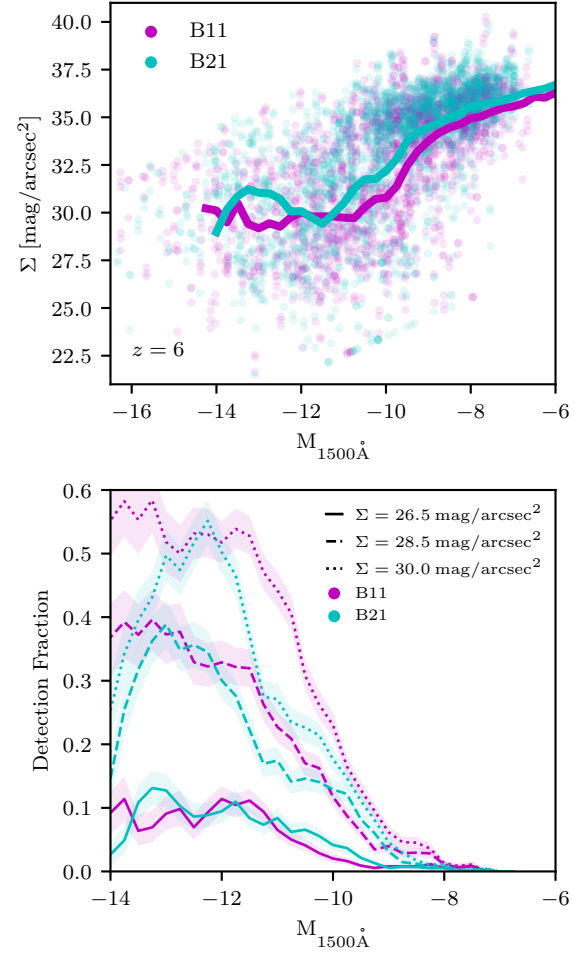 40.0
37.5
35.0
32.5
30.0
27.5
25.0
22.5
Σ [mag/arcsec²]
B11
B21
z = 6
−16 −14 −12 −10 −8 −6
M1500Å
0.6
0.5
0.4
0.3
0.2
0.1
0.0
Detection Fraction
Σ = 26.5 mag/arcsec²
Σ = 28.5 mag/arcsec²
Σ = 30.0 mag/arcsec²
B11
B21
−14 −12 −10 −8 −6
M1500Å